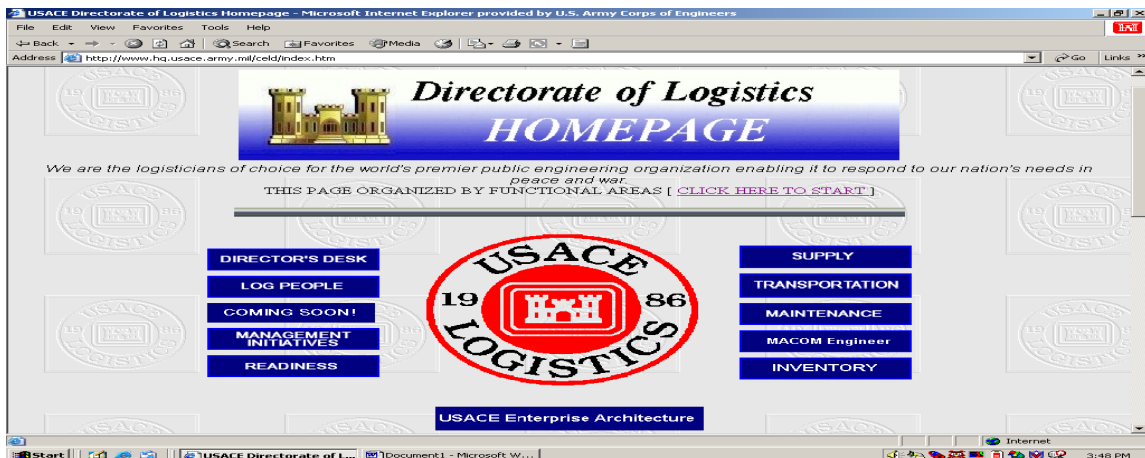 USACE Directorate of Logistics Homepage - Microsoft Internet Explorer provided by U.S. Army Corps of Engineers
File Edit View Favorites Tools Help
Back Search Favorites Media
Address http://www.hq.usace.army.mil/celd/index.htm Go Links
Directorate of Logistics
HOMEPAGE
We are the logisticians of choice for the world's premier public engineering organization enabling it to respond to our nation's needs in
peace and war.
THIS PAGE ORGANIZED BY FUNCTIONAL AREAS [ CLICK HERE TO START ]
DIRECTOR'S DESK
LOG PEOPLE
COMING SOON!
MANAGEMENT
INITIATIVES
READINESS
USACE
19 86
LOGISTICS
SUPPLY
TRANSPORTATION
MAINTENANCE
MACOM Engineer
INVENTORY
USACE Enterprise Architecture
Internet
Start USACE Directorate of L... Document1 - Microsoft W... 3:48 PM